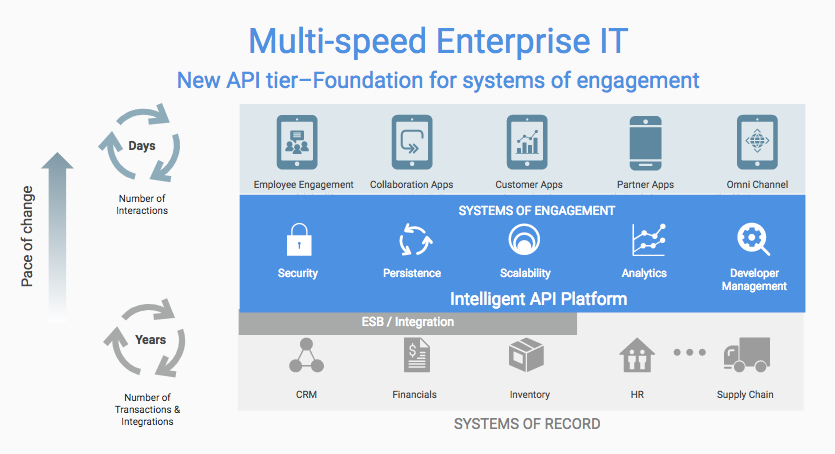 Multi-speed Enterprise IT
New API tier–Foundation for systems of engagement
Days
Number of
Interactions
Pace of change
Years
Number of
Transactions &
Integrations
Employee Engagement
Collaboration Apps
Customer Apps
Partner Apps
Omni Channel
SYSTEMS OF ENGAGEMENT
Security
Persistence
Scalability
Analytics
Developer
Management
Intelligent API Platform
ESB / Integration
$
CRM
Financials
Inventory
HR
Supply Chain
SYSTEMS OF RECORD